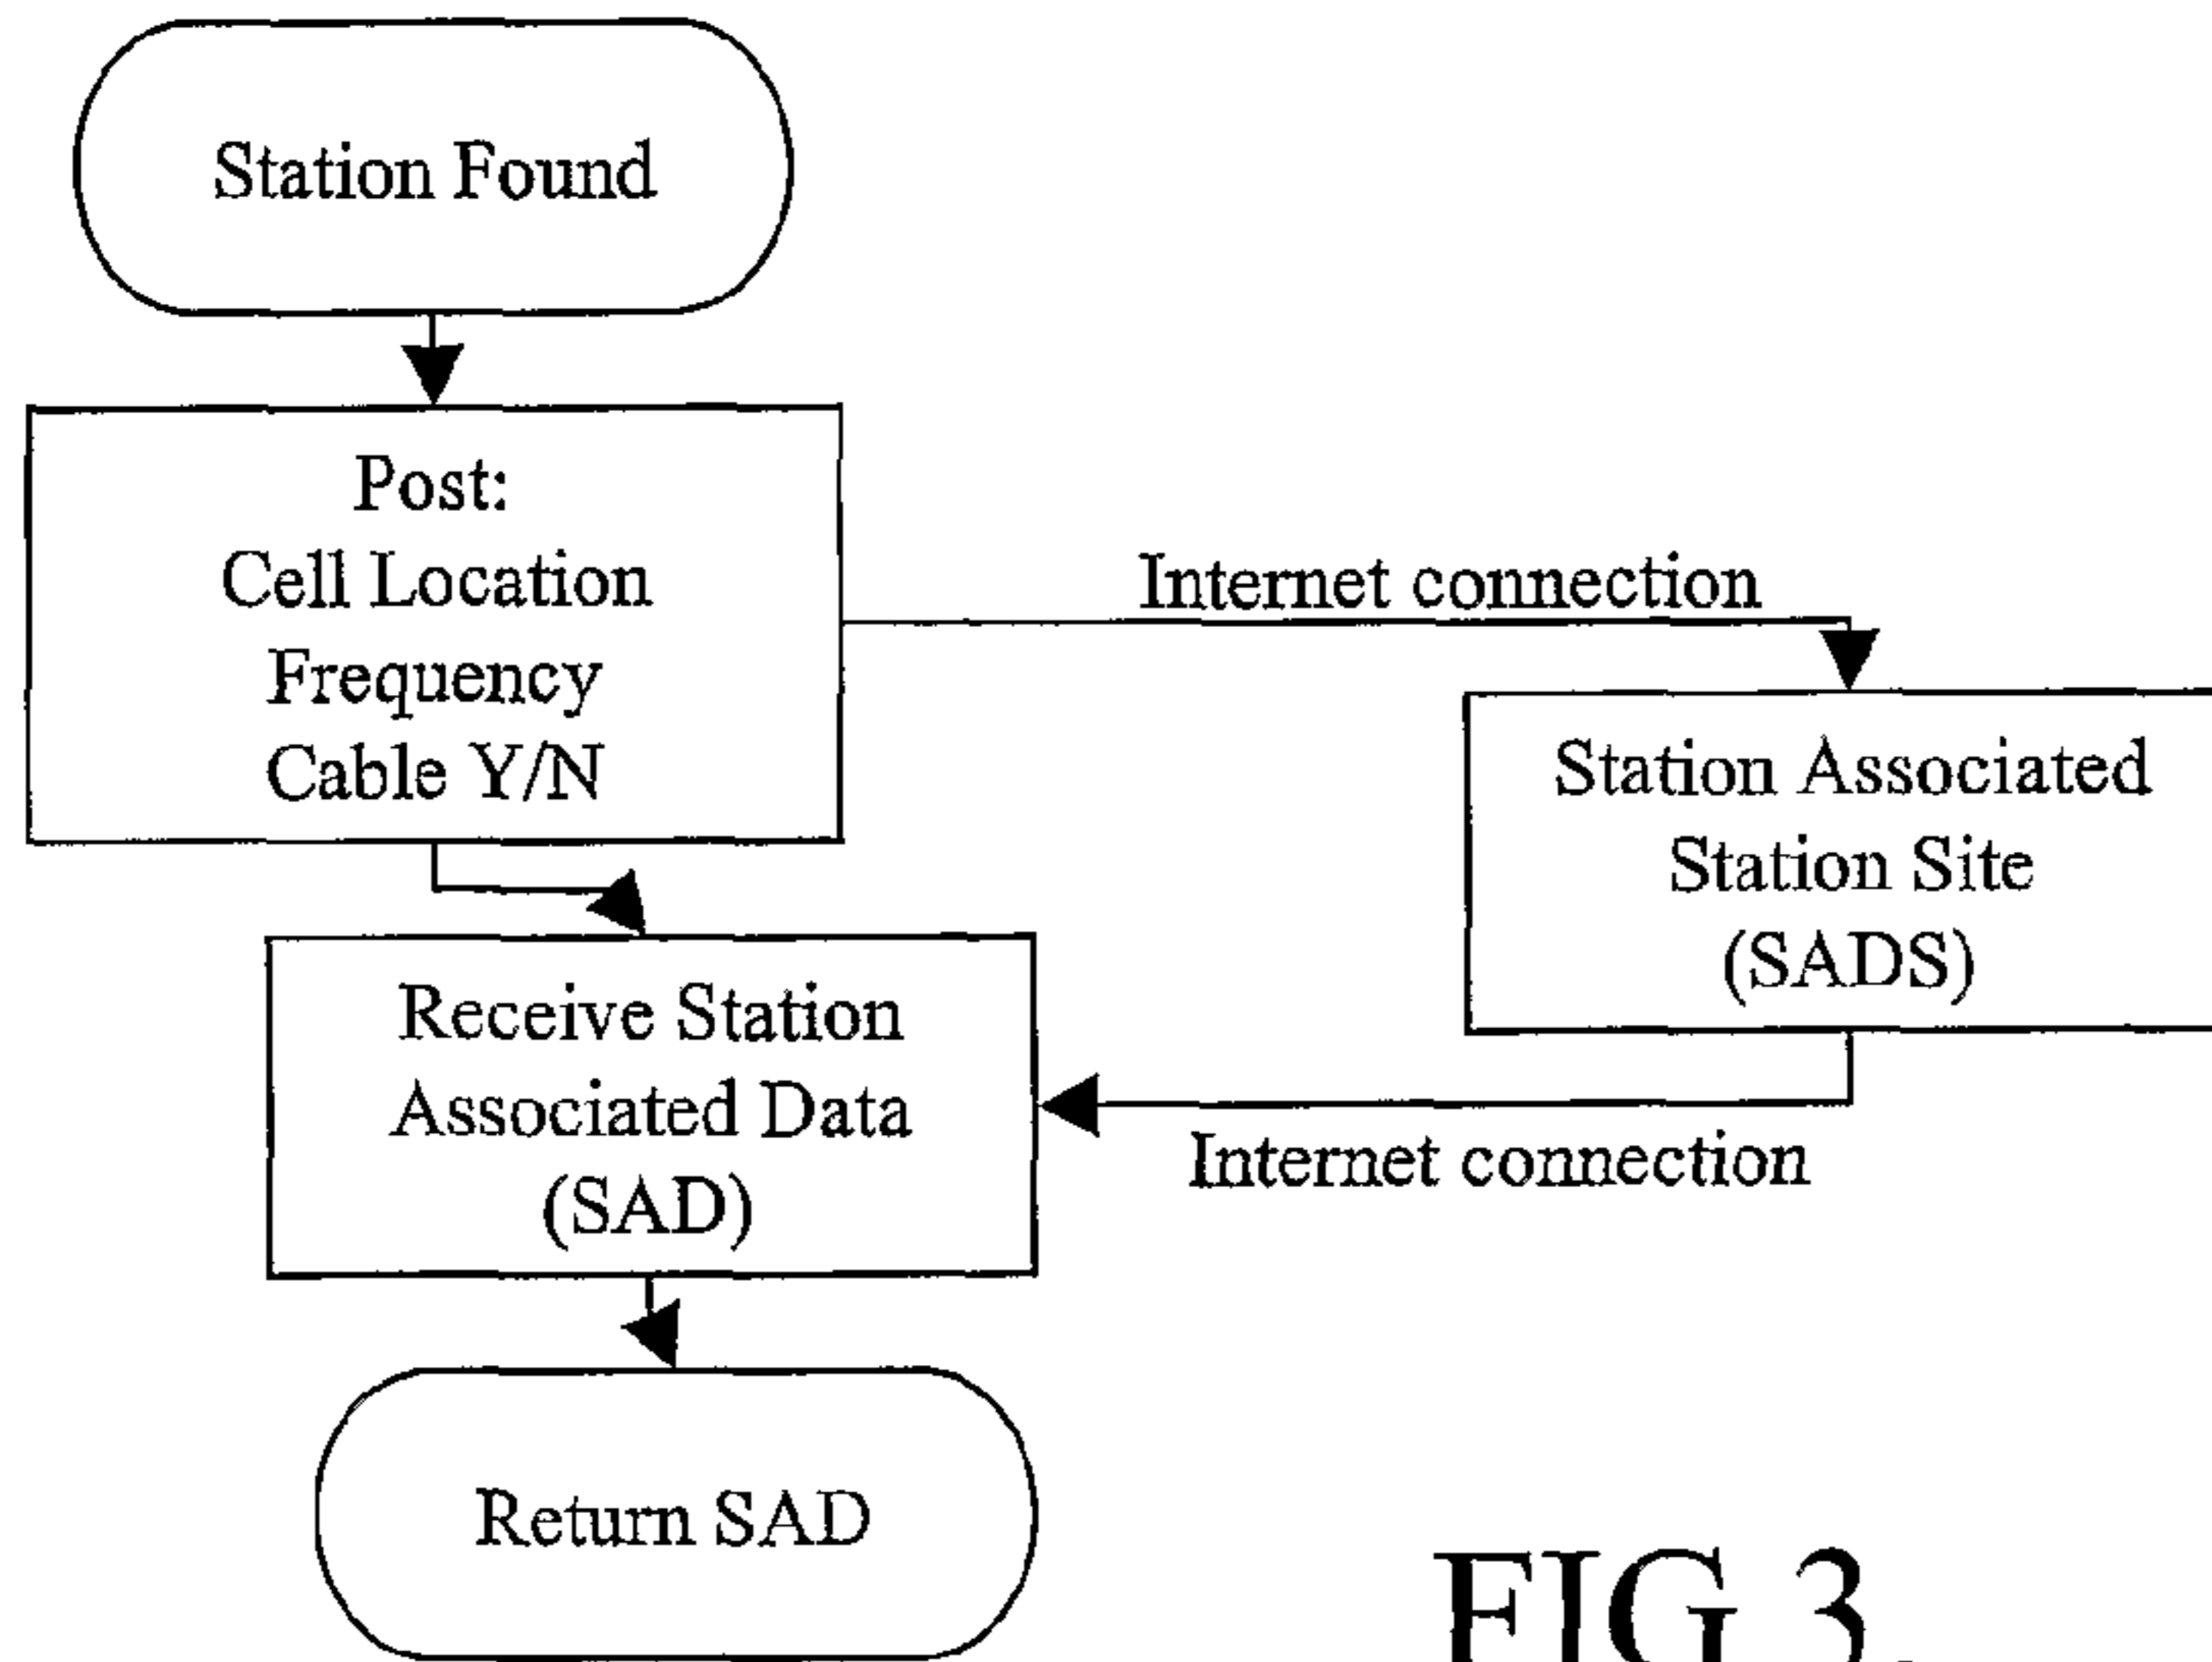 Station Found
Post:
Cell Location
Frequency
Cable Y/N
Internet connection
Station Associated
Station Site
(SADS)
Receive Station
Associated Data
(SAD)
Internet connection
Return SAD
FIG 3.